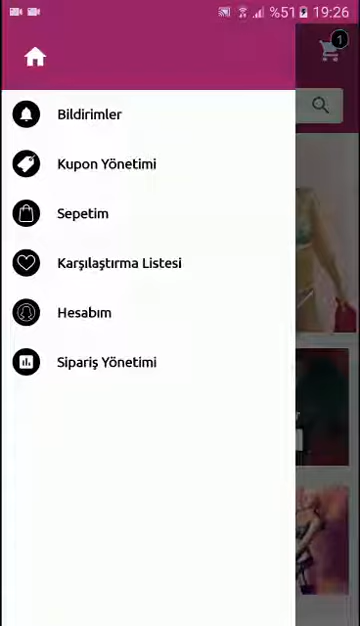 %51 19:26
1
Bildirimler
Kupon Yönetimi
Sepetim
Karşılaştırma Listesi
Hesabım
Sipariş Yönetimi